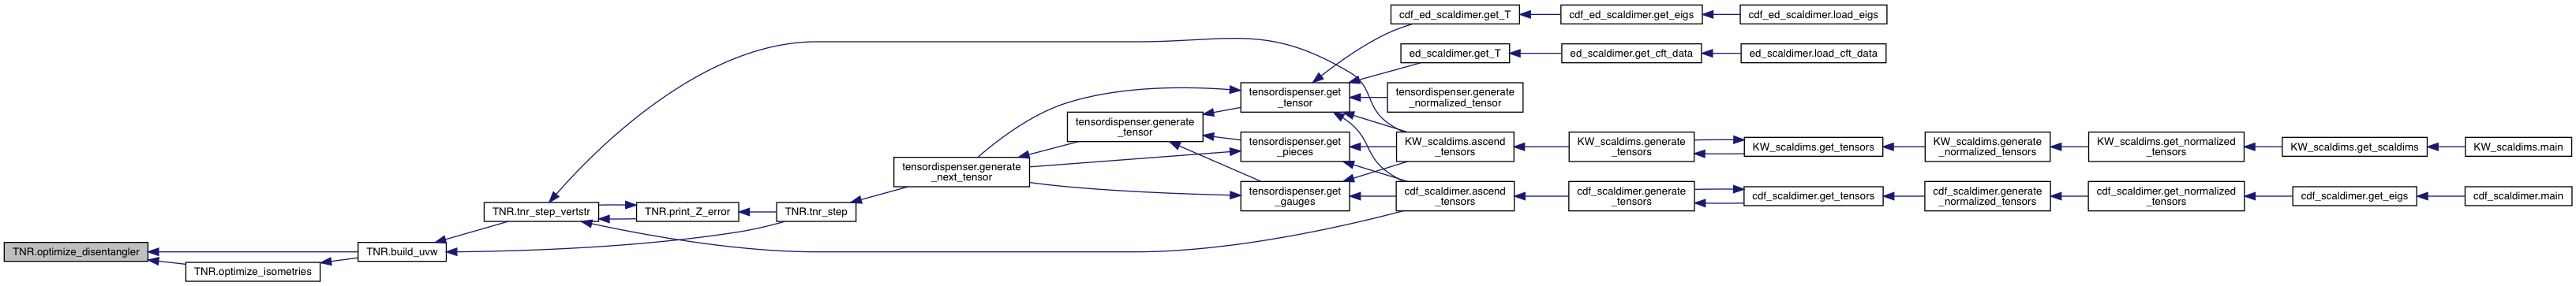 cdf_ed_scaldimer.get_T
cdf_ed_scaldimer.get_eigs
cdf_ed_scaldimer.load_eigs
ed_scaldimer.get_T
ed_scaldimer.get_cft_data
ed_scaldimer.load_cft_data
tensordispenser.get
_tensor
tensordispenser.generate
_normalized_tensor
tensordispenser.generate
_tensor
tensordispenser.get
_pieces
KW_scaldims.ascend
_tensors
KW_scaldims.generate
_tensors
KW_scaldims.get_tensors
KW_scaldims.generate
_normalized_tensors
KW_scaldims.get_normalized
_tensors
KW_scaldims.get_scaldims
KW_scaldims.main
tensordispenser.generate
_next_tensor
tensordispenser.get
_gauges
cdf_scaldimer.ascend
_tensors
cdf_scaldimer.generate
_tensors
cdf_scaldimer.get_tensors
cdf_scaldimer.generate
_normalized_tensors
cdf_scaldimer.get_normalized
_tensors
cdf_scaldimer.get_eigs
cdf_scaldimer.main
TNR.tnr_step_vertstr
TNR.print_Z_error
TNR.tnr_step
TNR.optimize_disentangler
TNR.build_uvw
TNR.optimize_isometries